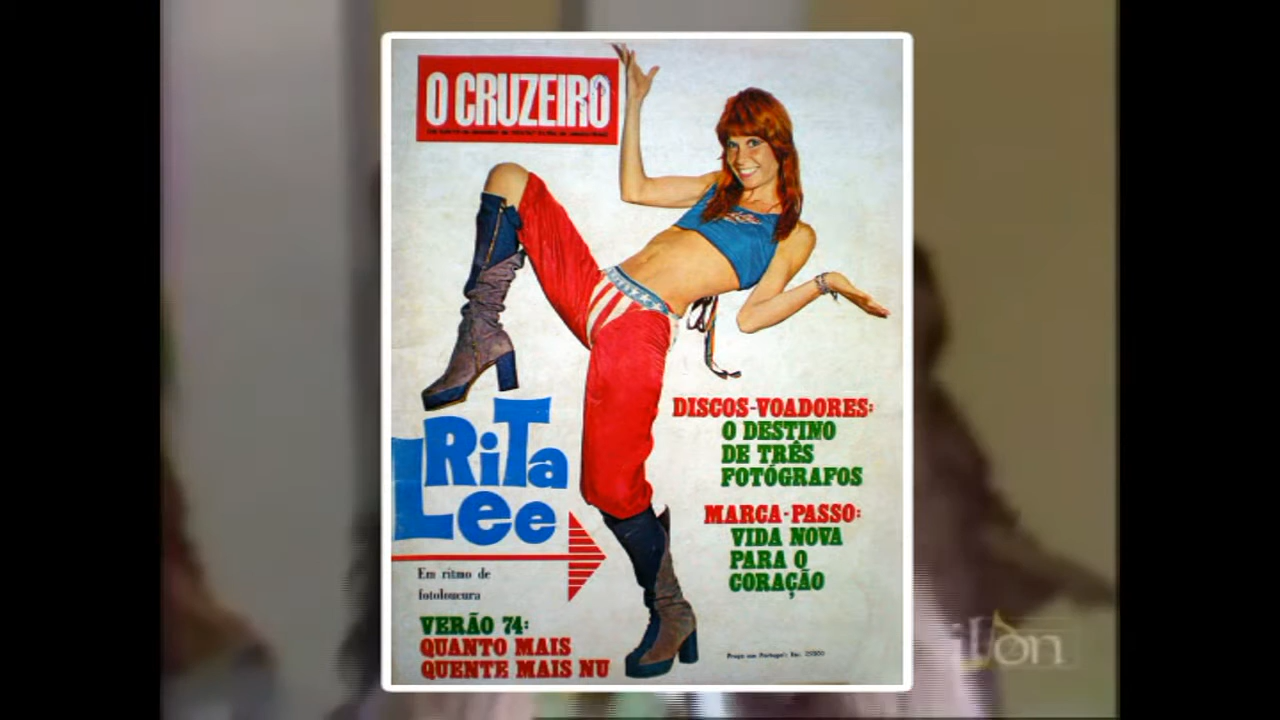 O CRUZEIRO
RiTa
Lee
Em ritmo de
fotoloucura
VERÃO 74:
QUANTO MAIS
QUENTE MAIS NU
DISCOS-VOADORES:
O DESTINO
DE TRÊS
FOTÓGRAFOS
MARCA-PASSO:
VIDA NOVA
PARA O
CORAÇÃO